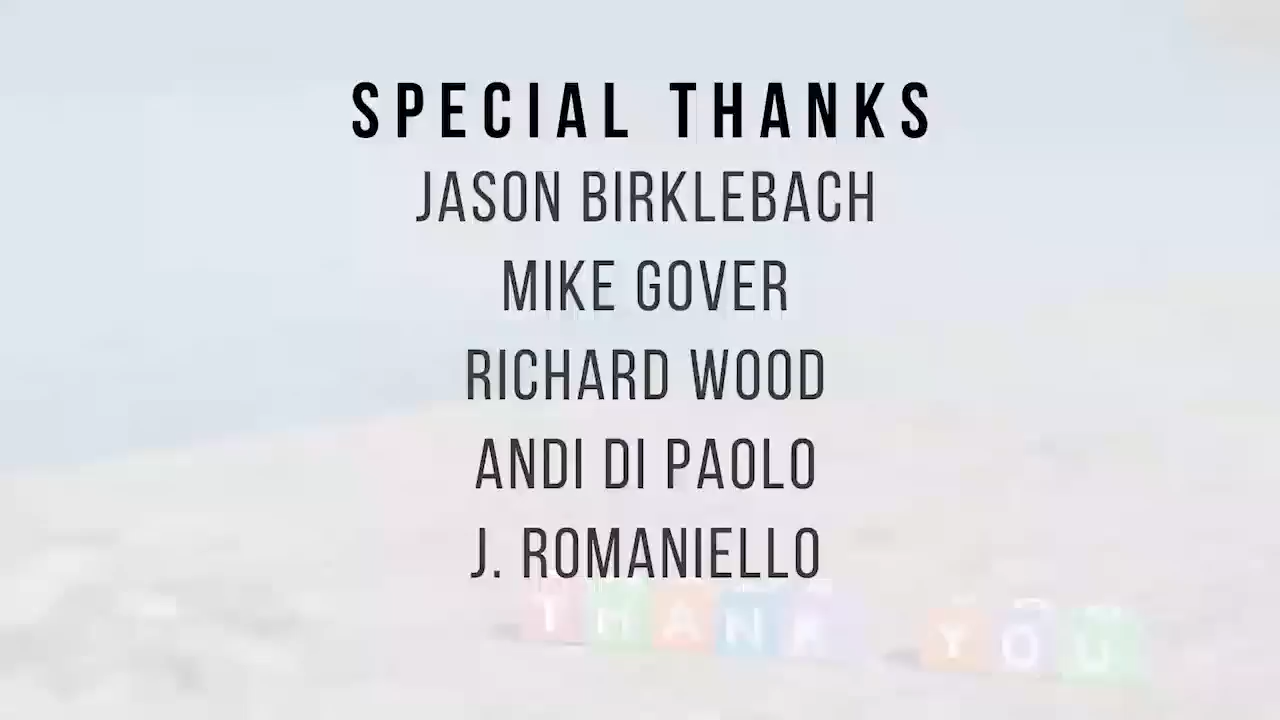 SPECIAL THANKS
JASON BIRKLEBACH
MIKE GOVER
RICHARD WOOD
ANDI DI PAOLO
J. ROMANIELLO
THANK YOU